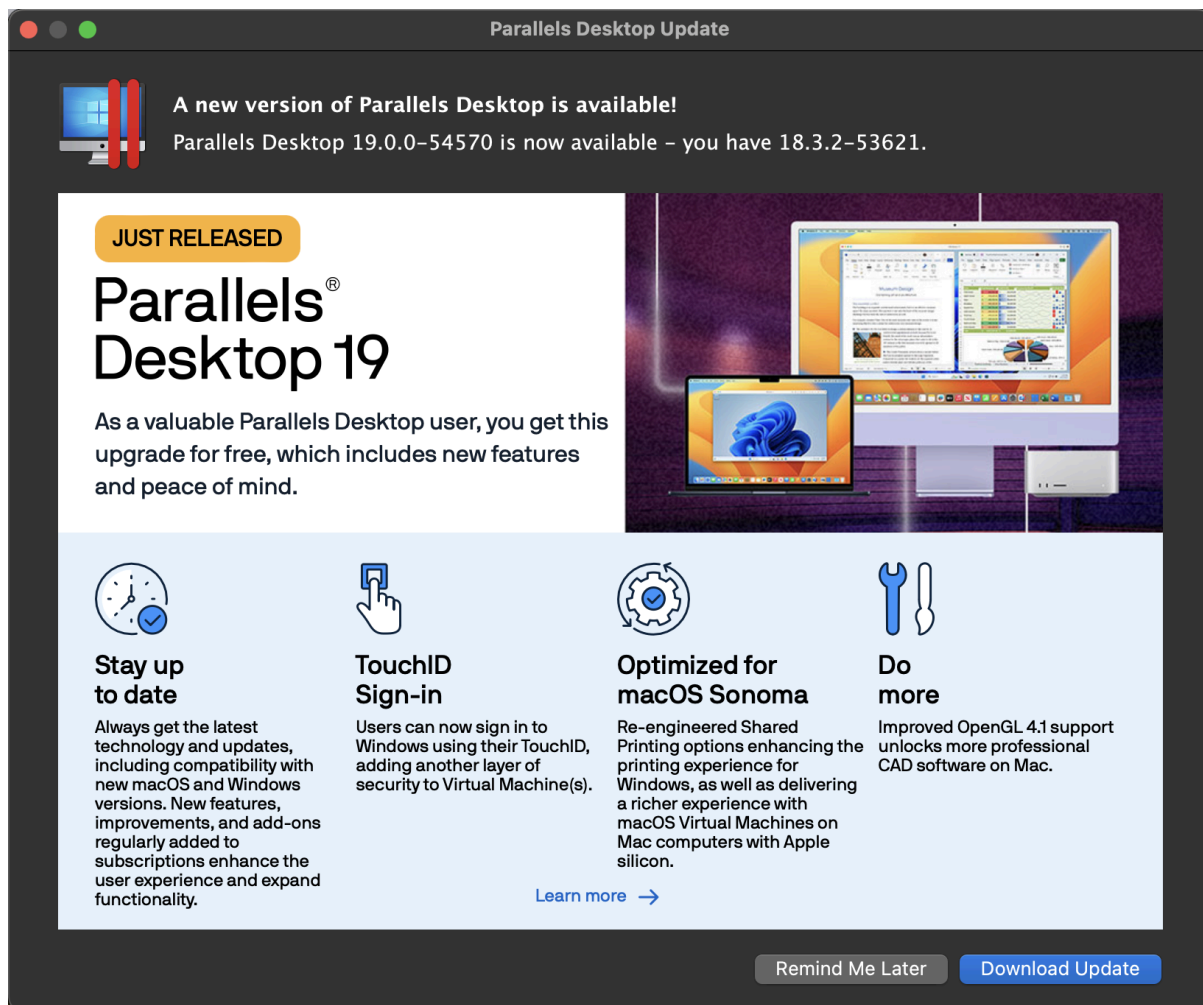 Parallels Desktop Update
A new version of Parallels Desktop is available!
Parallels Desktop 19.0.0-54570 is now available – you have 18.3.2-53621.
JUST RELEASED
Parallels®
Desktop 19
As a valuable Parallels Desktop user, you get this
upgrade for free, which includes new features
and peace of mind.
Museum Design
Stay up
to date
Always get the latest
technology and updates,
including compatibility with
new macOS and Windows
versions. New features,
improvements, and add-ons
regularly added to
subscriptions enhance the
user experience and expand
functionality.
TouchID
Sign-in
Users can now sign in to
Windows using their TouchID,
adding another layer of
security to Virtual Machine(s).
Optimized for
macOS Sonoma
Re-engineered Shared
Printing options enhancing the
printing experience for
Windows, as well as delivering
a richer experience with
macOS Virtual Machines on
Mac computers with Apple
silicon.
Do
more
Improved OpenGL 4.1 support
unlocks more professional
CAD software on Mac.
Learn more →
Remind Me Later
Download Update